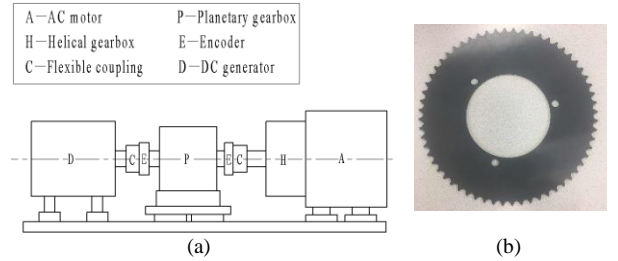 A—AC motor P—Planetary gearbox
H—Helical gearbox E—Encoder
C—Flexible coupling D—DC generator
D C E P E C H A
(a) (b)